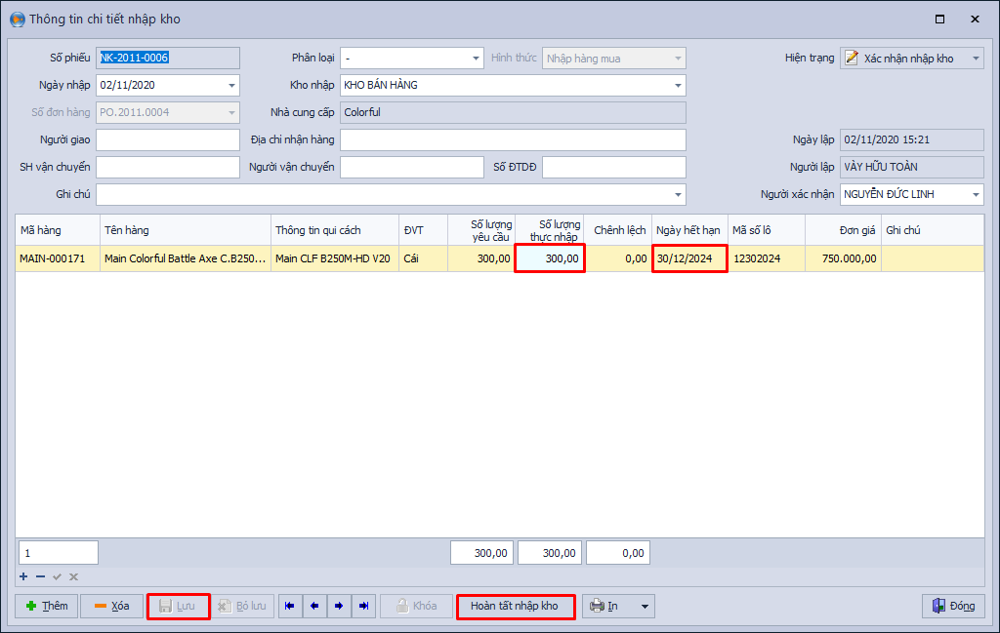 Thông tin chi tiết nhập kho
Số phiếu NK-2011-0006 Phân loại - Hình thức Nhập hàng mua Hiện trạng Xác nhận nhập kho
Ngày nhập 02/11/2020 Kho nhập KHO BÁN HÀNG
Số đơn hàng PO.2011.0004 Nhà cung cấp Colorful
Người giao Địa chỉ nhận hàng Ngày lập 02/11/2020 15:21
SH vận chuyển Người vận chuyển Số ĐTDĐ Người lập VÀY HỮU TOÀN
Ghi chú Người xác nhận NGUYỄN ĐỨC LINH
Mã hàng Tên hàng Thông tin qui cách ĐVT Số lượng yêu cầu Số lượng thực nhập Chênh lệch Ngày hết hạn Mã số lô Đơn giá Ghi chú
MAIN-000171 Main Colorful Battle Axe C.B250... Main CLF B250M-HD V20 Cái 300,00 300,00 0,00 30/12/2024 12302024 750.000,00
1 300,00 300,00 0,00
Thêm Xóa Lưu Bỏ lưu Khóa Hoàn tất nhập kho In Đóng